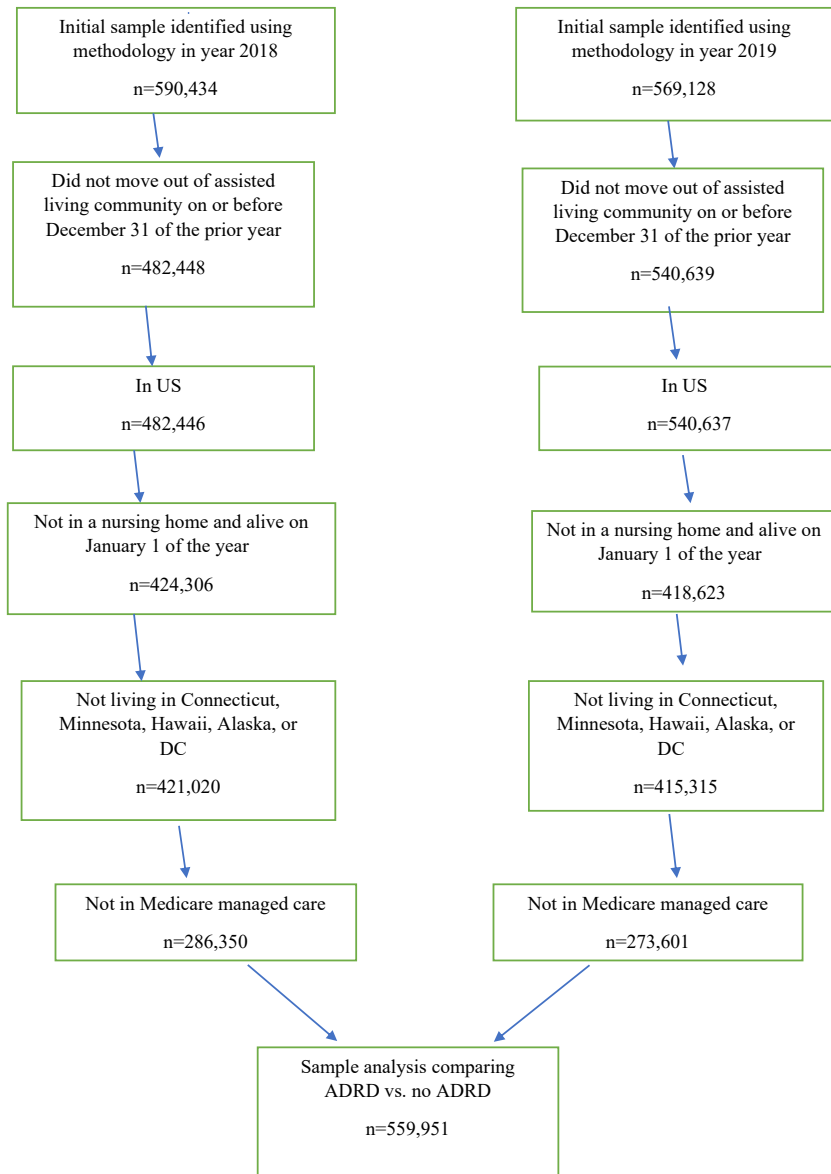 Initial sample identified using
methodology in year 2018
n=590,434
Did not move out of assisted
living community on or before
December 31 of the prior year
n=482,448
In US
n=482,446
Not in a nursing home and alive on
January 1 of the year
n=424,306
Not living in Connecticut,
Minnesota, Hawaii, Alaska, or
DC
n=421,020
Not in Medicare managed care
n=286,350
Initial sample identified using
methodology in year 2019
n=569,128
Did not move out of assisted
living community on or before
December 31 of the prior year
n=540,639
In US
n=540,637
Not in a nursing home and alive on
January 1 of the year
n=418,623
Not living in Connecticut,
Minnesota, Hawaii, Alaska, or
DC
n=415,315
Not in Medicare managed care
n=273,601
Sample analysis comparing
ADRD vs. no ADRD
n=559,951